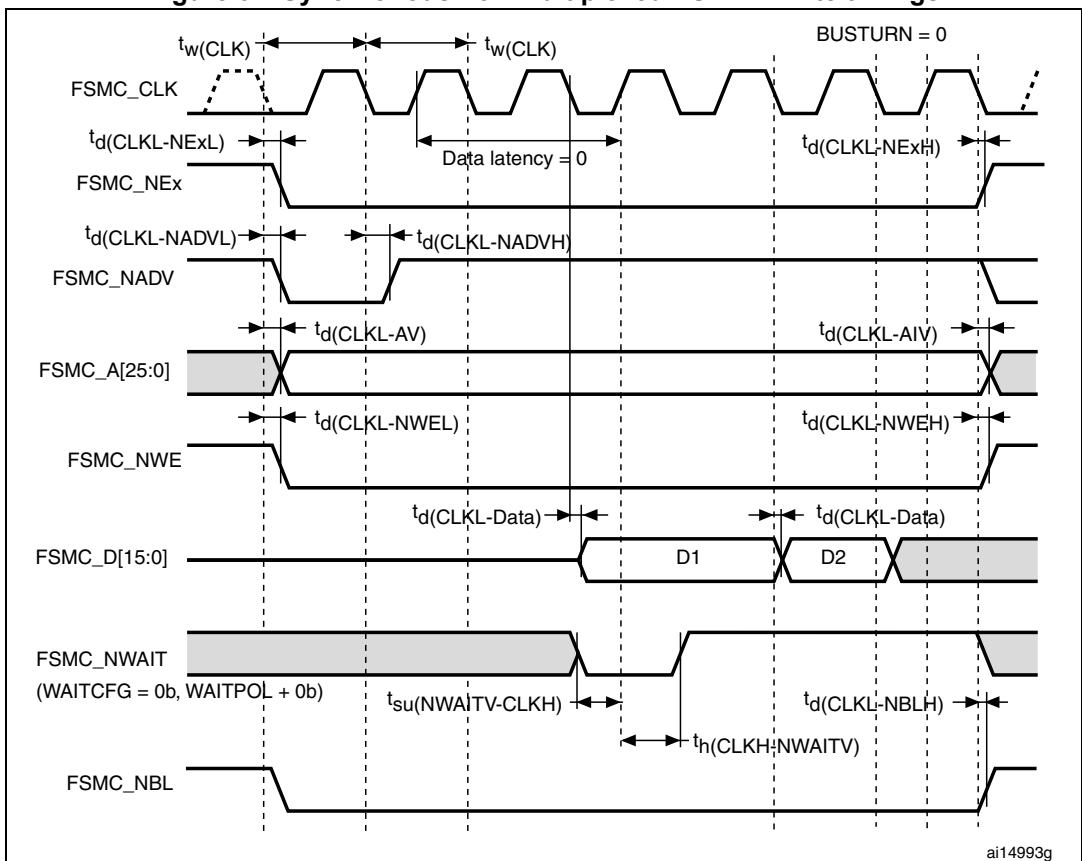 BUSTURN = 0
tw(CLK) tw(CLK)
FSMC_CLK
Data latency = 0
td(CLKL-NExL) td(CLKL-NExH)
FSMC_NEx
td(CLKL-NADVL) td(CLKL-NADVH)
FSMC_NADV
td(CLKL-AV) td(CLKL-AIV)
FSMC_A[25:0]
td(CLKL-NWEL) td(CLKL-NWEH)
FSMC_NWE
td(CLKL-Data) td(CLKL-Data)
FSMC_D[15:0] D1 D2
FSMC_NWAIT
(WAITCFG = 0b, WAITPOL + 0b)
tsu(NWAITV-CLKH) td(CLKL-NBLH)
th(CLKH-NWAITV)
FSMC_NBL
ai14993g